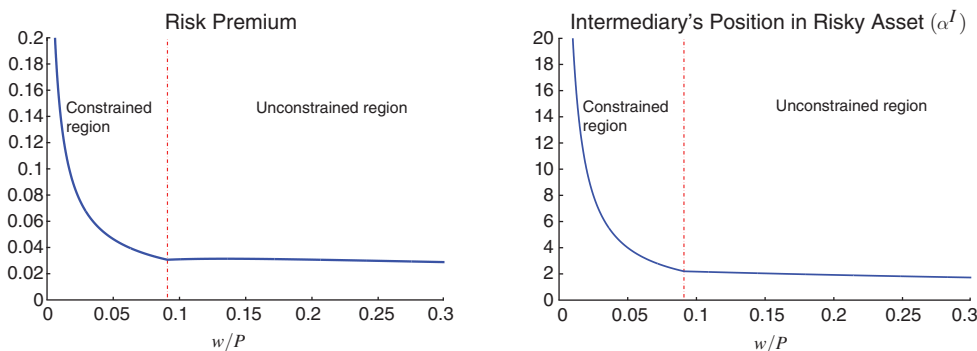 Risk Premium
0.2
0.18
0.16
0.14
0.12
0.1
0.08
0.06
0.04
0.02
0
Constrained
region
Unconstrained region
0 0.05 0.1 0.15 0.2 0.25 0.3
w/P
Intermediary's Position in Risky Asset (α^I)
20
18
16
14
12
10
8
6
4
2
0
Constrained
region
Unconstrained region
0 0.05 0.1 0.15 0.2 0.25 0.3
w/P